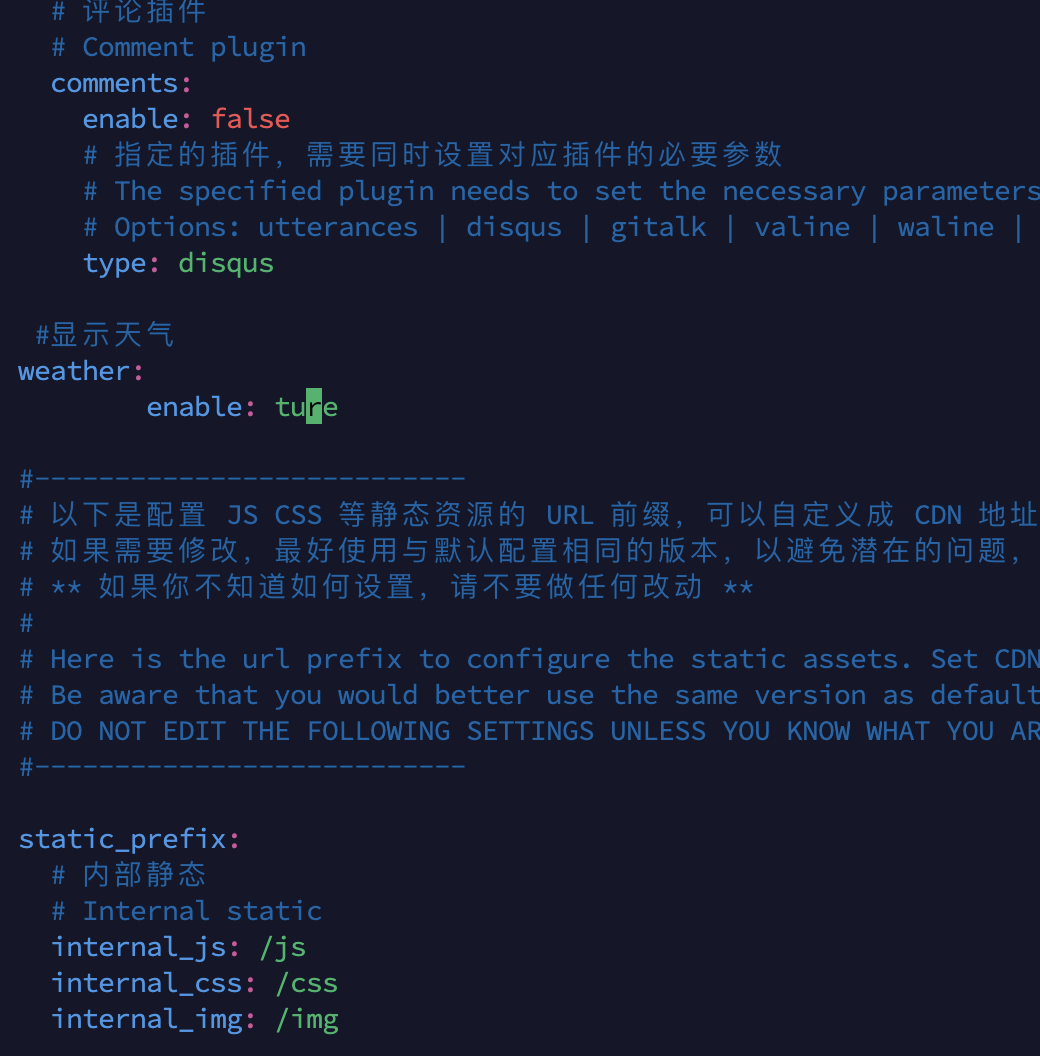 # 评论插件
# Comment plugin
comments:
enable: false
# 指定的插件，需要同时设置对应插件的必要参数
# The specified plugin needs to set the necessary parameters
# Options: utterances | disqus | gitalk | valine | waline |
type: disqus
#显示天气
weather:
enable: ture
#---------------------------
# 以下是配置 JS CSS 等静态资源的 URL 前缀，可以自定义成 CDN 地址
# 如果需要修改，最好使用与默认配置相同的版本，以避免潜在的问题，
# ** 如果你不知道如何设置，请不要做任何改动 **
#
# Here is the url prefix to configure the static assets. Set CDN
# Be aware that you would better use the same version as default
# DO NOT EDIT THE FOLLOWING SETTINGS UNLESS YOU KNOW WHAT YOU AR
#---------------------------
static_prefix:
# 内部静态
# Internal static
internal_js: /js
internal_css: /css
internal_img: /img